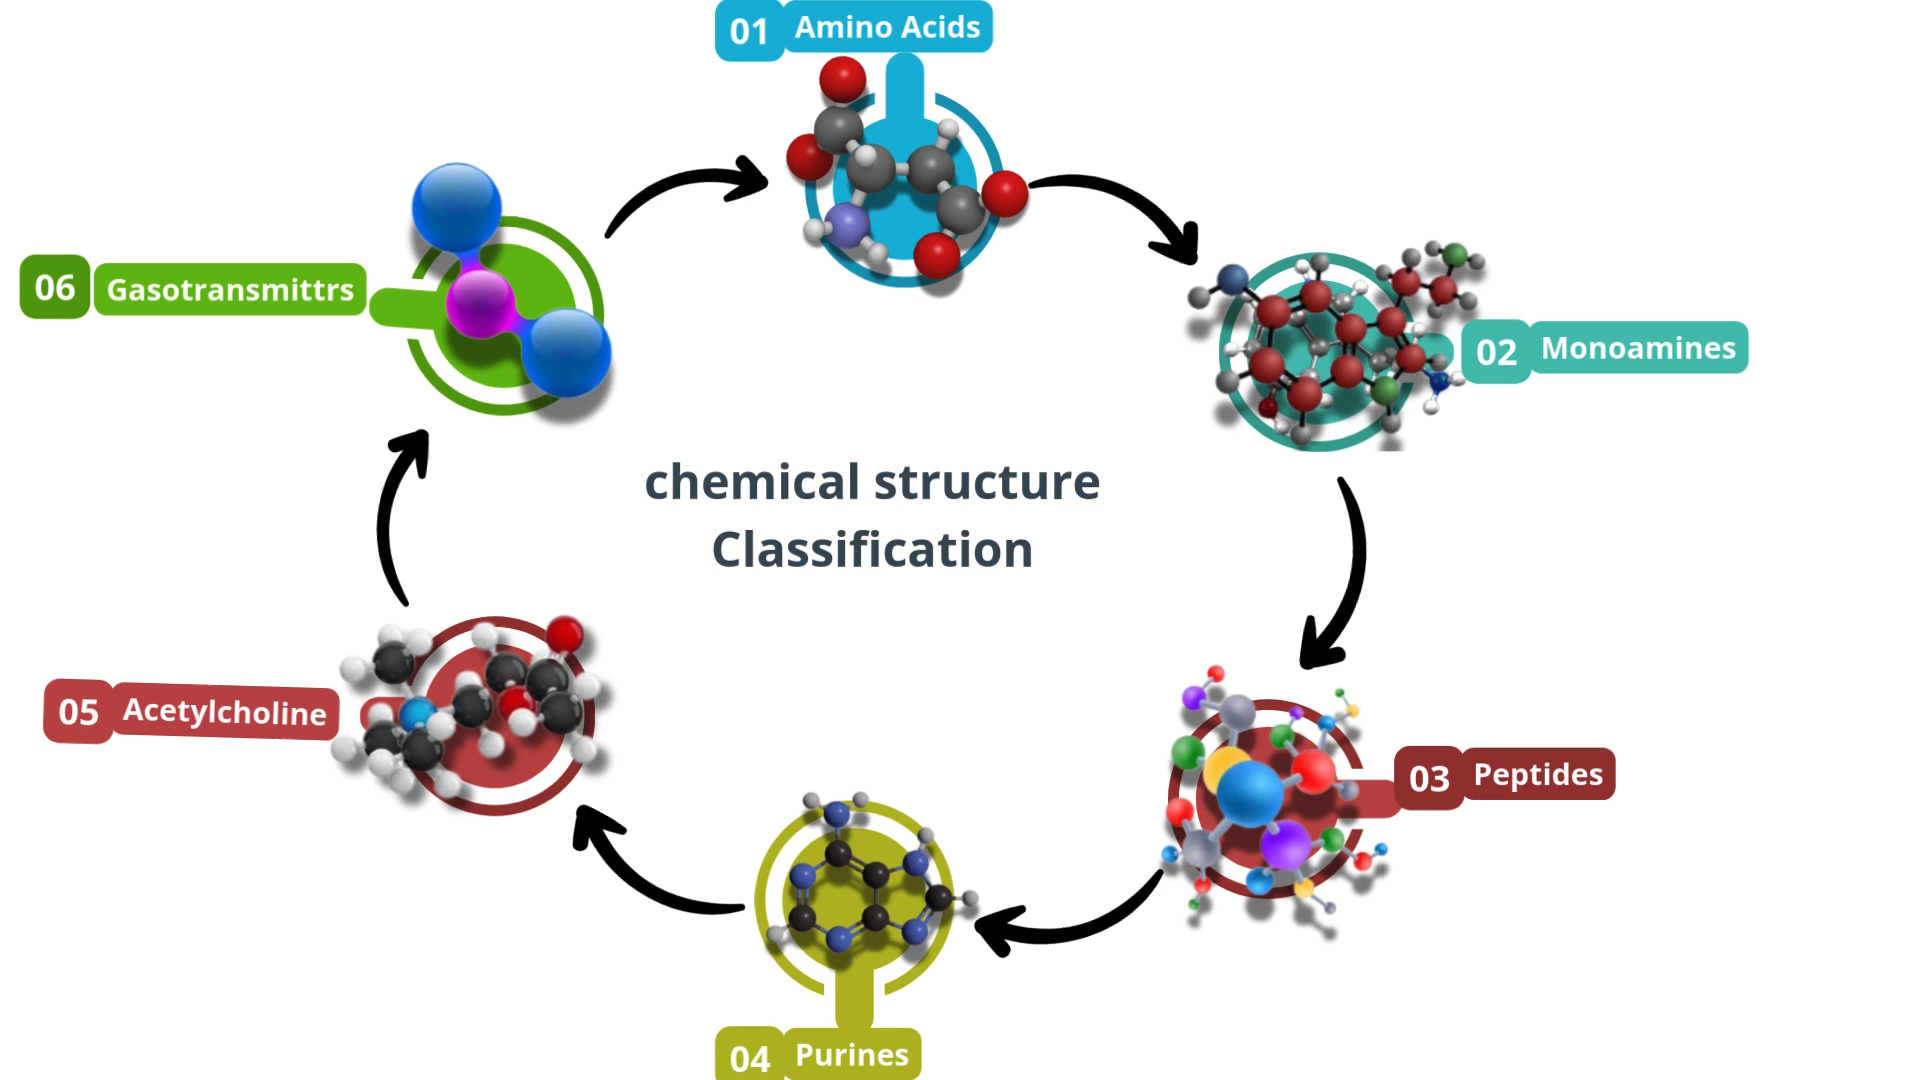 01 Amino Acids
06 Gasotransmittrs
02 Monoamines
chemical structure
Classification
05 Acetylcholine
03 Peptides
04 Purines